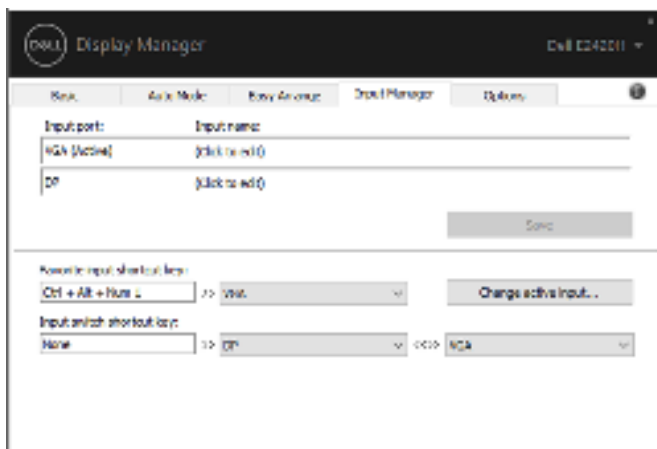 DELL Display Manager Dell E2420H
Basic Auto Mode Easy Arrange Input Manager Options
Input port: Input name:
VGA (Active) (Click to edit)
DP (Click to edit)
Save
Favorite input shortcut key:
Ctrl + Alt + Num 1 >> VGA Change active input...
Input switch shortcut key:
None >> DP <<>> VGA